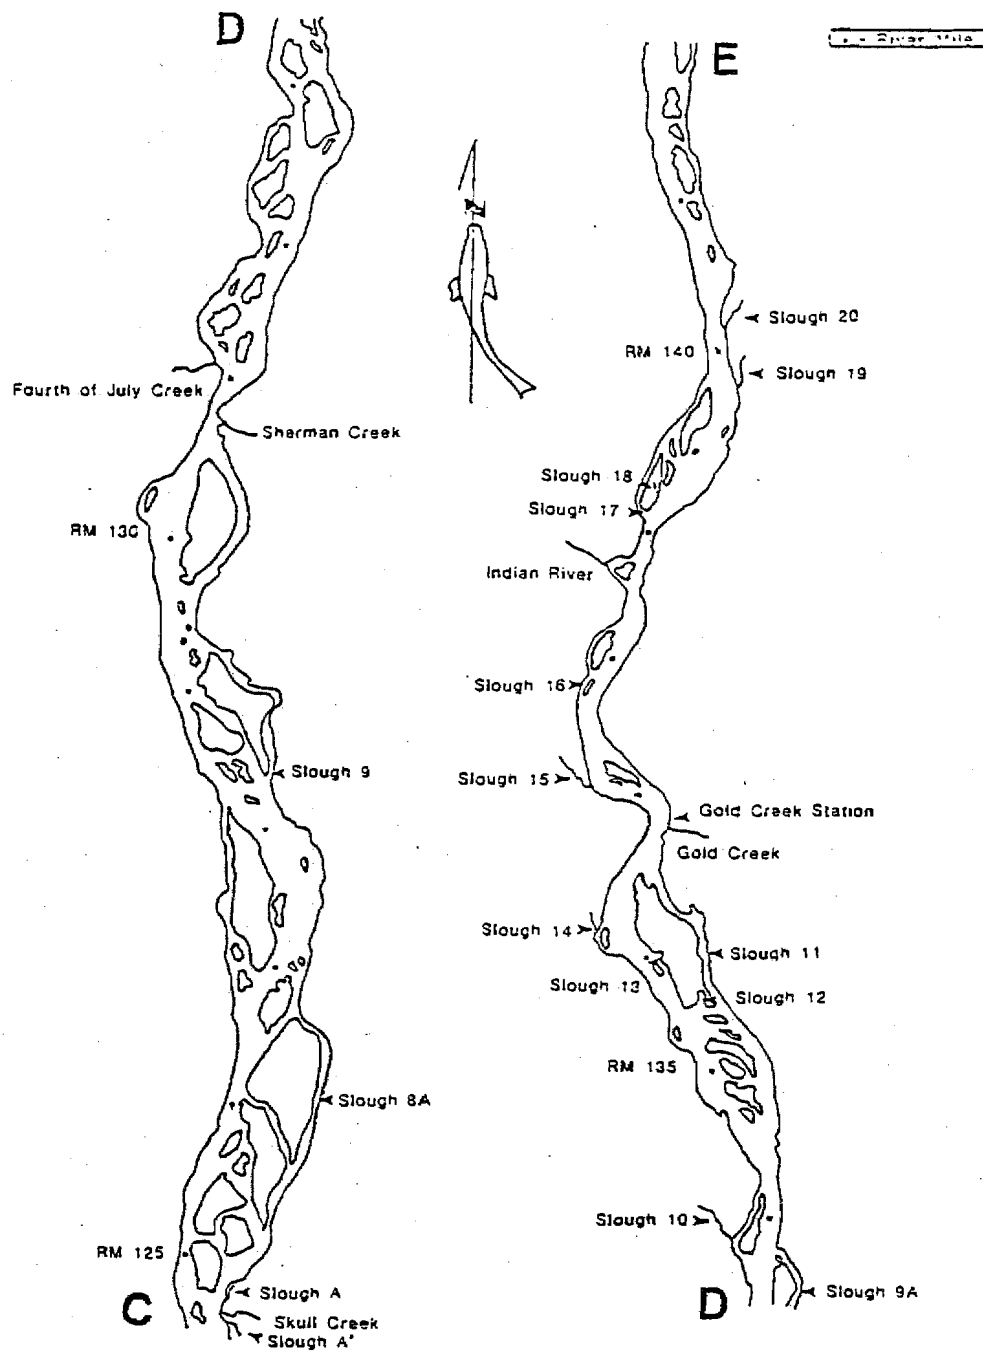 D
E
• = River Mile
Slough 20
RM 140
Slough 19
Fourth of July Creek
Sherman Creek
Slough 18
Slough 17
RM 130
Indian River
Slough 16
Slough 9
Slough 15
Gold Creek Station
Gold Creek
Slough 14
Slough 11
Slough 13
Slough 12
RM 135
Slough 8A
Slough 10
RM 125
Slough A
Slough 9A
C
D
Skull Creek
Slough A'